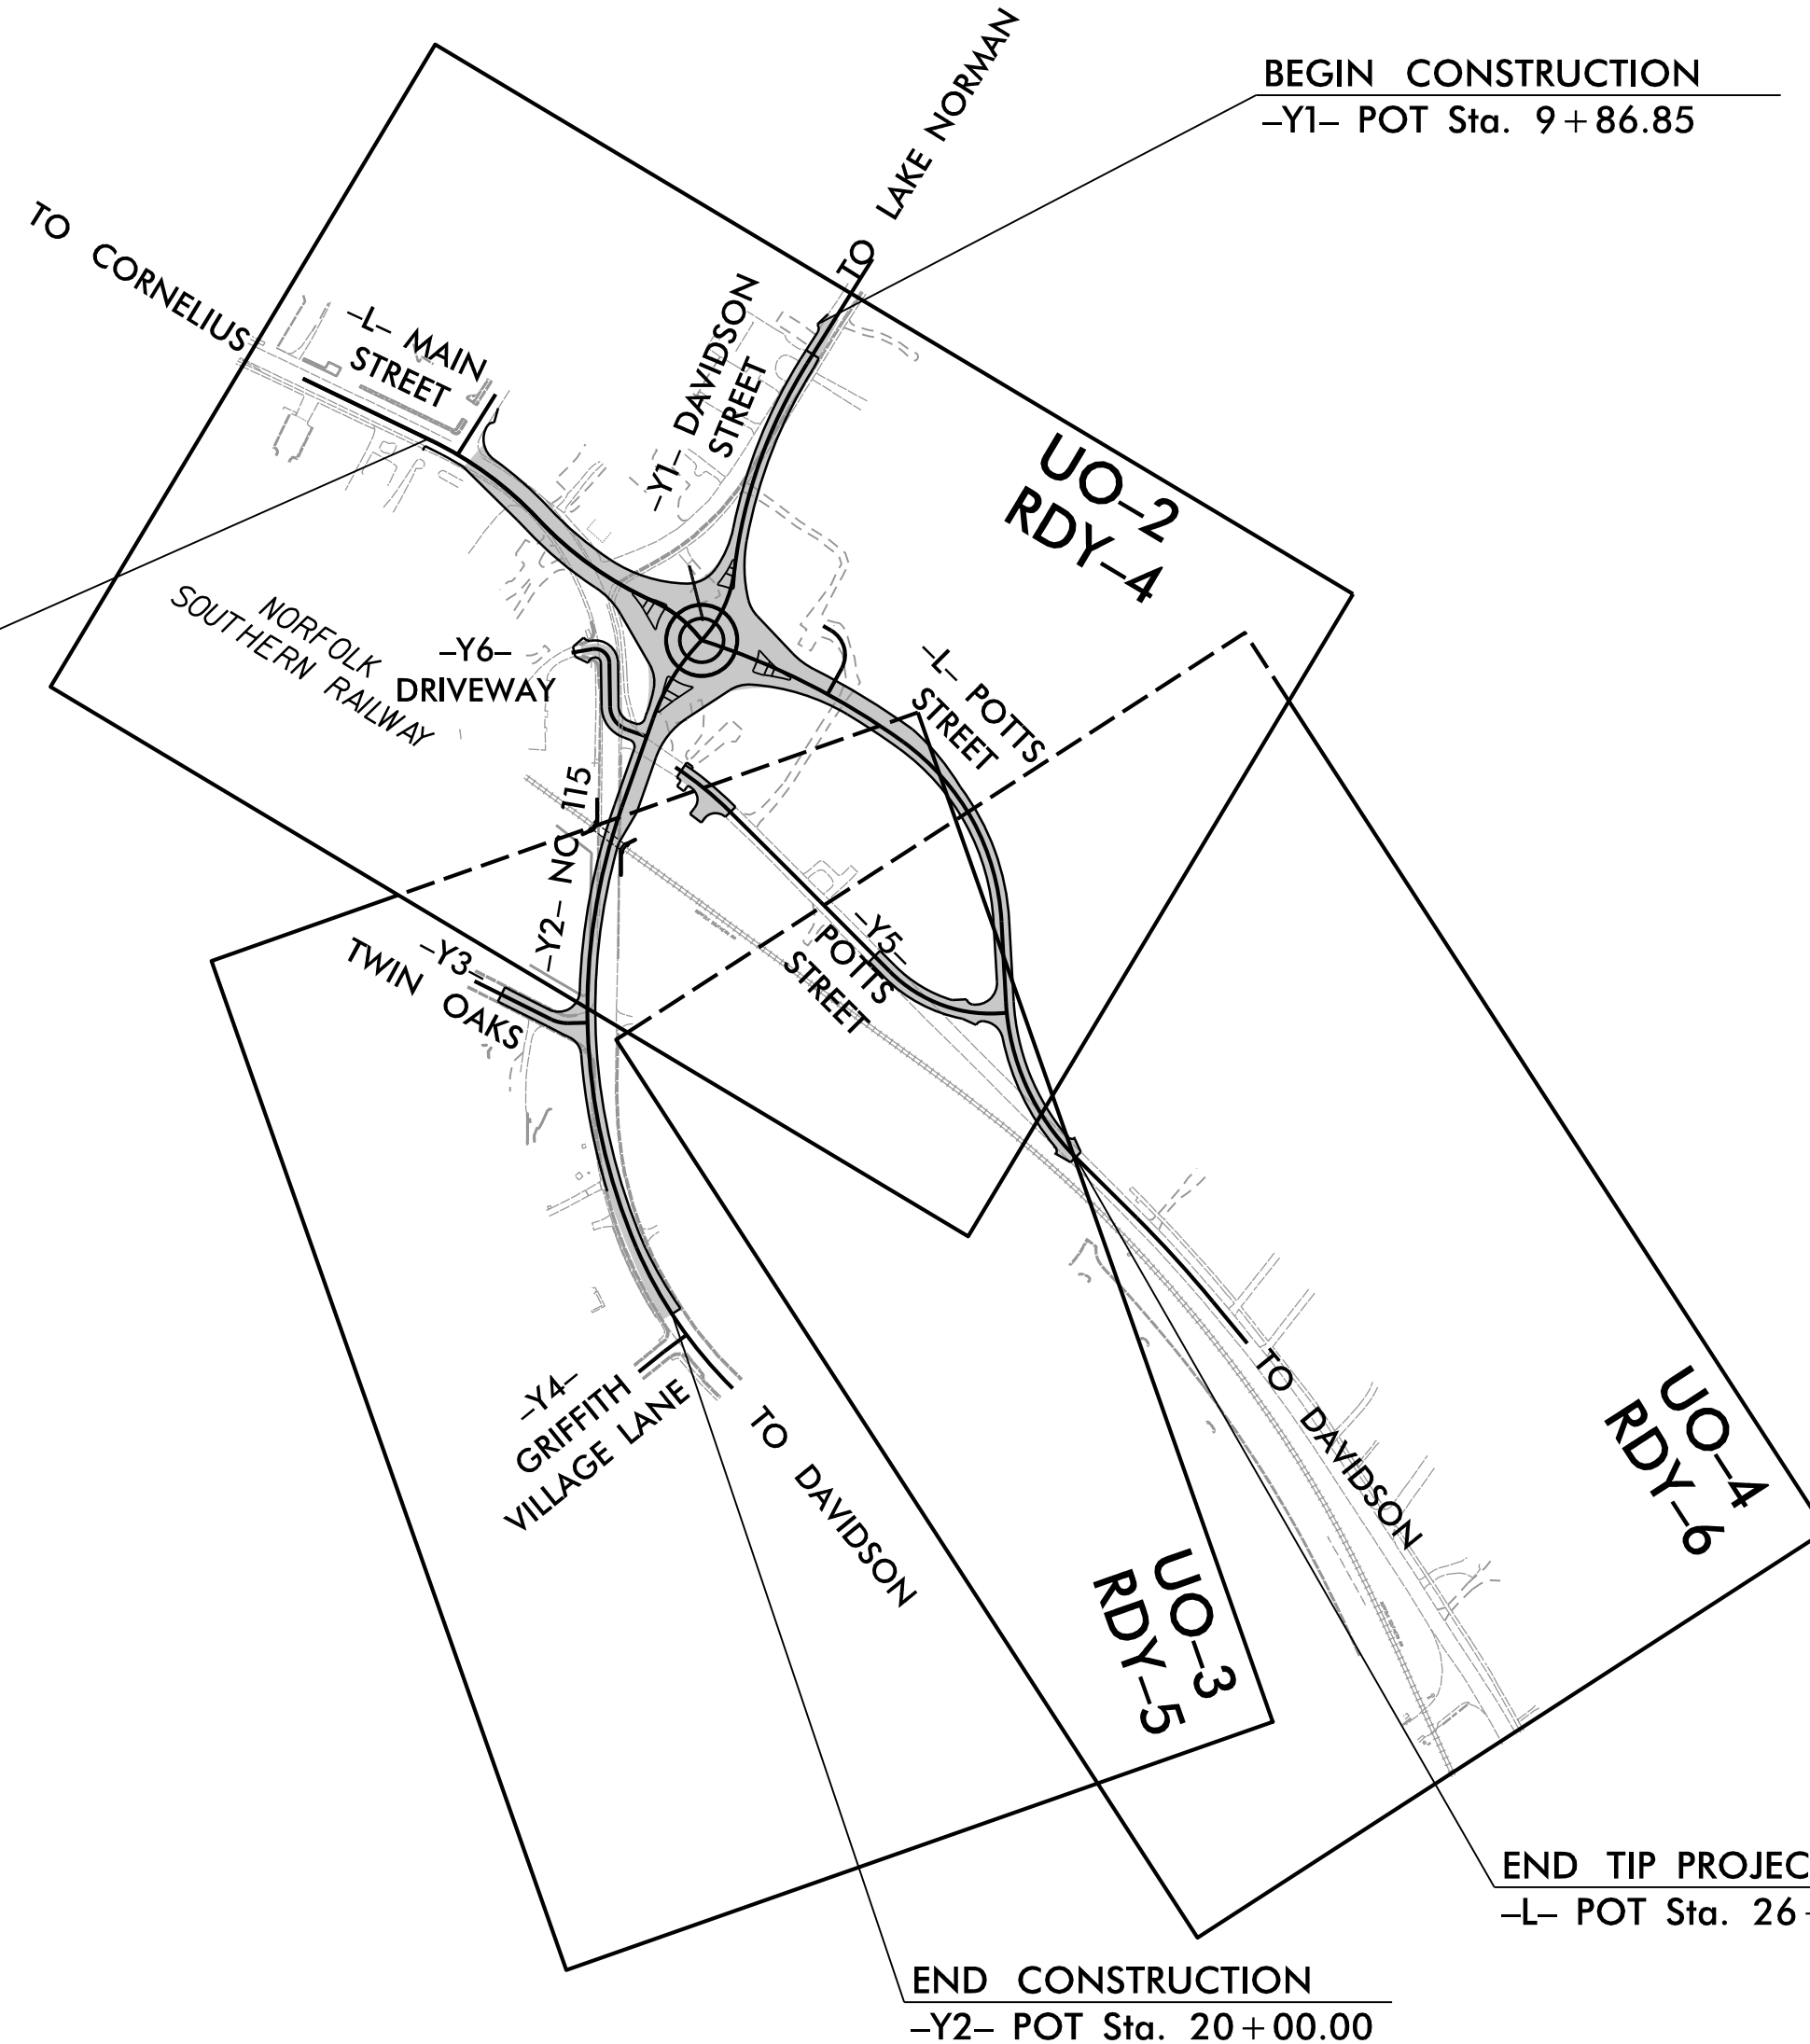 BEGIN CONSTRUCTION
–Y1– POT Sta. 9+86.85
TO LAKE NORMAN
TO CORNELIUS
–L– MAIN
STREET
–Y1– DAVIDSON
STREET
UO–2
RDY–4
NORFOLK
SOUTHERN RAILWAY
–Y6–
DRIVEWAY
–L– POTTS
STREET
–Y2– NC 115
–Y3–
TWIN OAKS
–Y5–
POTTS
STREET
–Y4–
GRIFFITH
VILLAGE LANE
TO DAVIDSON
TO DAVIDSON
UO–4
RDY–6
UO–3
RDY–5
END TIP PROJEC
–L– POT Sta. 26
END CONSTRUCTION
–Y2– POT Sta. 20+00.00